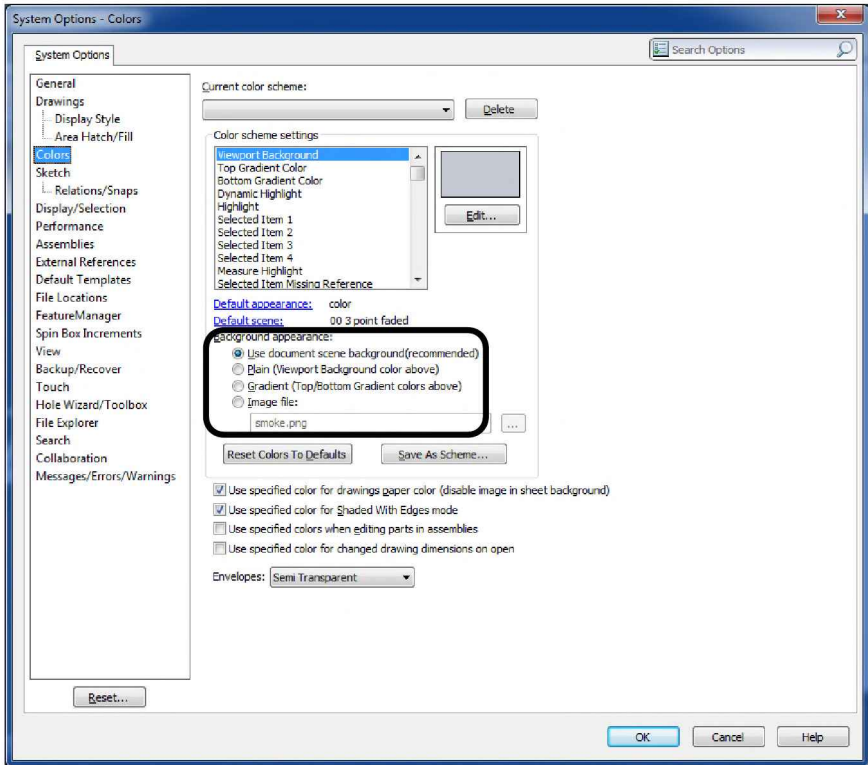 System Options - Colors
System Options
Search Options
General
Drawings
Display Style
Area Hatch/Fill
Colors
Sketch
Relations/Snaps
Display/Selection
Performance
Assemblies
External References
Default Templates
File Locations
FeatureManager
Spin Box Increments
View
Backup/Recover
Touch
Hole Wizard/Toolbox
File Explorer
Search
Collaboration
Messages/Errors/Warnings
Reset...
Current color scheme:
Delete
Color scheme settings
Viewport Background
Top Gradient Color
Bottom Gradient Color
Dynamic Highlight
Highlight
Selected Item 1
Selected Item 2
Selected Item 3
Selected Item 4
Measure Highlight
Selected Item Missing Reference
Edit...
Default appearance: color
Default scene: 00 3 point faded
Background appearance:
Use document scene background(recommended)
Plain (Viewport Background color above)
Gradient (Top/Bottom Gradient colors above)
Image file:
smoke.png
...
Reset Colors To Defaults
Save As Scheme...
Use specified color for drawings paper color (disable image in sheet background)
Use specified color for Shaded With Edges mode
Use specified colors when editing parts in assemblies
Use specified color for changed drawing dimensions on open
Envelopes: Semi Transparent
OK
Cancel
Help